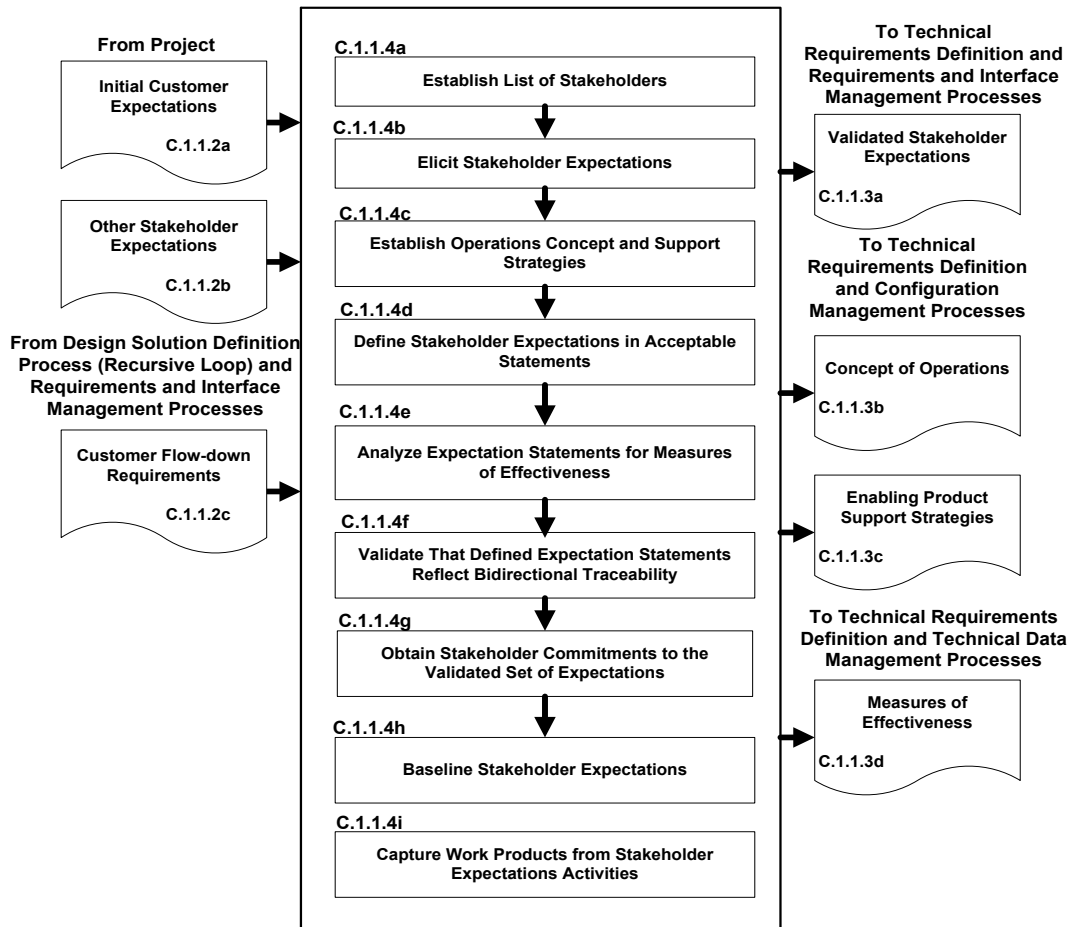 From Project
Initial Customer
Expectations
C.1.1.2a
Other Stakeholder
Expectations
C.1.1.2b
From Design Solution Definition
Process (Recursive Loop) and
Requirements and Interface
Management Processes
Customer Flow-down
Requirements
C.1.1.2c
C.1.1.4a
Establish List of Stakeholders
C.1.1.4b
Elicit Stakeholder Expectations
C.1.1.4c
Establish Operations Concept and Support
Strategies
C.1.1.4d
Define Stakeholder Expectations in Acceptable
Statements
C.1.1.4e
Analyze Expectation Statements for Measures
of Effectiveness
C.1.1.4f
Validate That Defined Expectation Statements
Reflect Bidirectional Traceability
C.1.1.4g
Obtain Stakeholder Commitments to the
Validated Set of Expectations
C.1.1.4h
Baseline Stakeholder Expectations
C.1.1.4i
Capture Work Products from Stakeholder
Expectations Activities
To Technical
Requirements Definition and
Requirements and Interface
Management Processes
Validated Stakeholder
Expectations
C.1.1.3a
To Technical
Requirements Definition
and Configuration
Management Processes
Concept of Operations
C.1.1.3b
Enabling Product
Support Strategies
C.1.1.3c
To Technical Requirements
Definition and Technical Data
Management Processes
Measures of
Effectiveness
C.1.1.3d